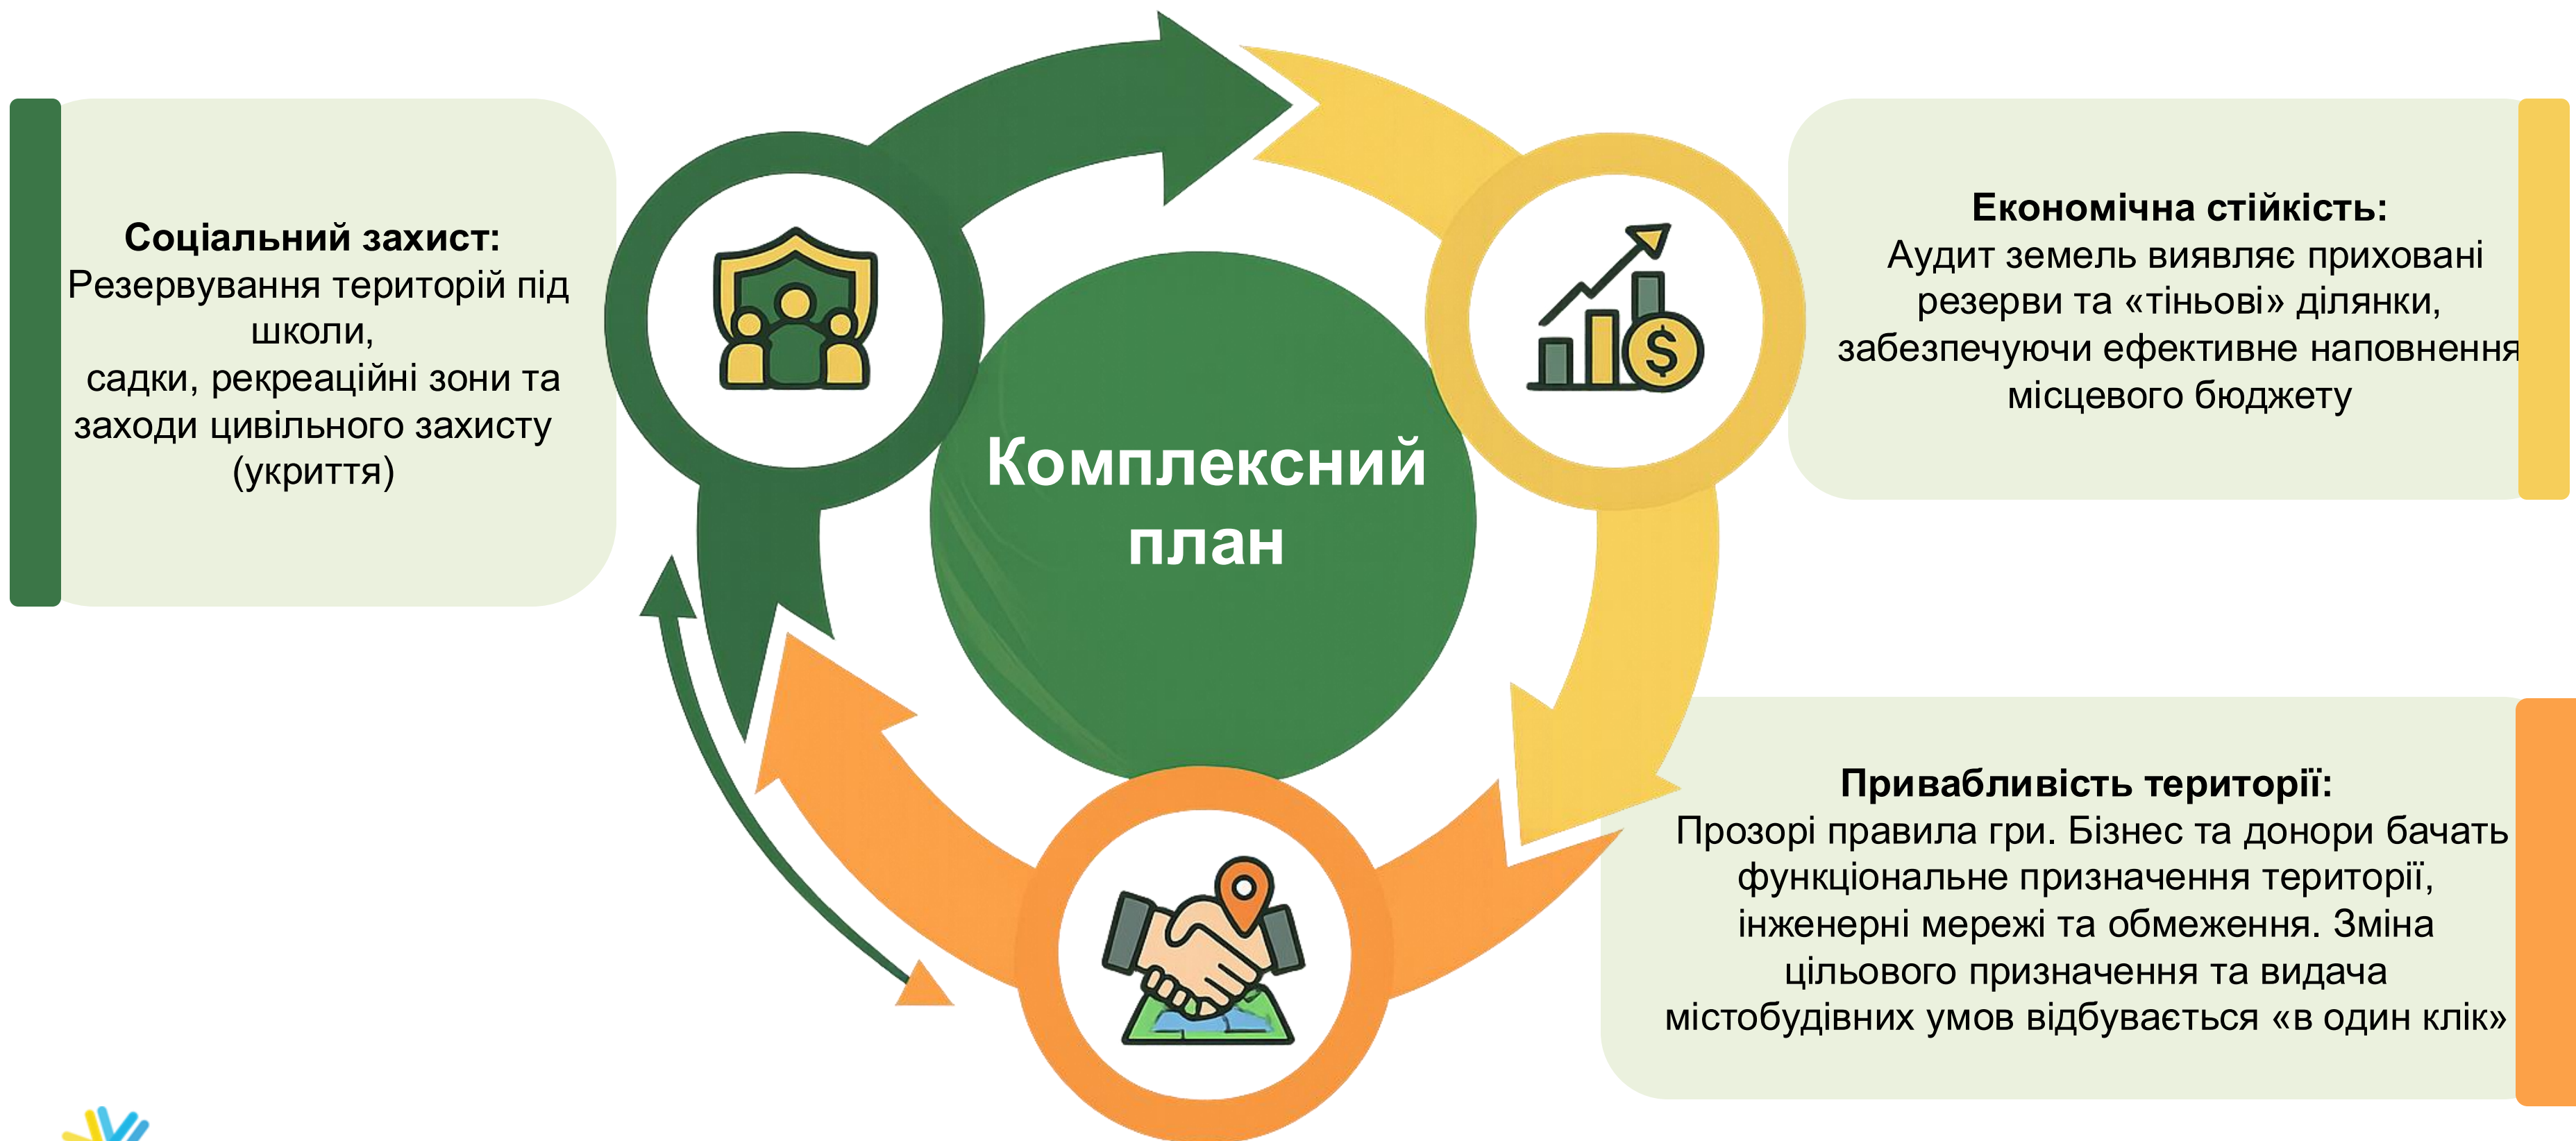 Соціальний захист:
Резервування територій під
школи,
садки, рекреаційні зони та
заходи цивільного захисту
(укриття)
Комплексний
план
Економічна стійкість:
Аудит земель виявляє приховані
резерви та «тіньові» ділянки,
забезпечуючи ефективне наповнення
місцевого бюджету
Привабливість території:
Прозорі правила гри. Бізнес та донори бачать
функціональне призначення території,
інженерні мережі та обмеження. Зміна
цільового призначення та видача
містобудівних умов відбувається «в один клік»
$